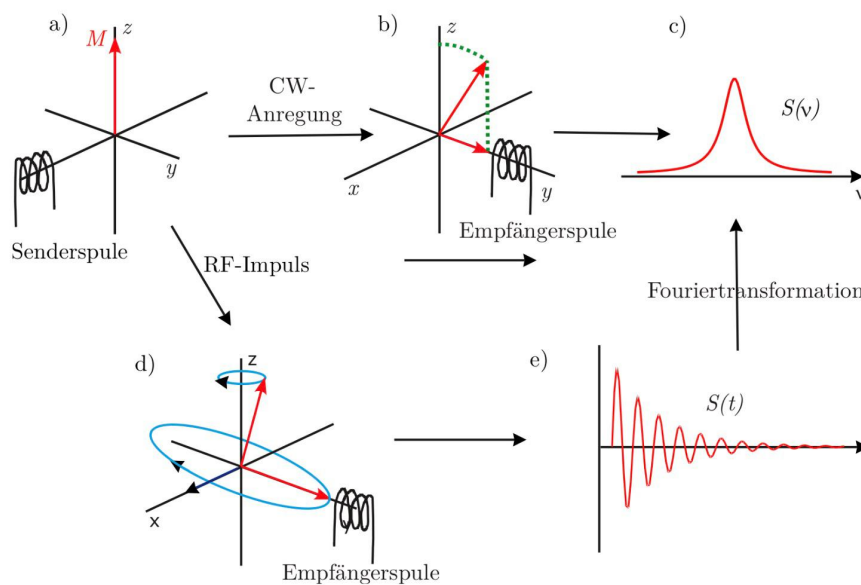 a)
z
M
y
Senderspule
CW-
Anregung
b)
z
x
y
Empfängerspule
c)
S(ν)
ν
RF-Impuls
Fouriertransformation
d)
z
x
y
Empfängerspule
e)
S(t)